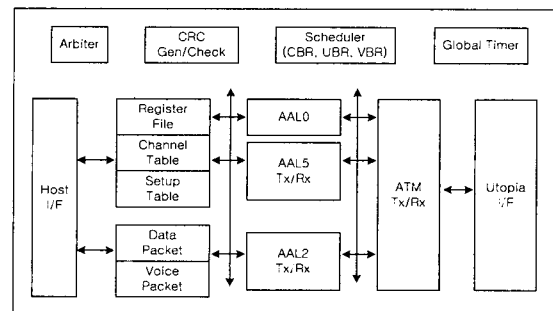 Arbiter
CRC
Gen/Check
Scheduler
(CBR, UBR, VBR)
Global Timer
Host
I/F
Register
File
Channel
Table
Setup
Table
Data
Packet
Voice
Packet
AAL0
AAL5
Tx/Rx
AAL2
Tx/Rx
ATM
Tx/Rx
Utopia
I/F